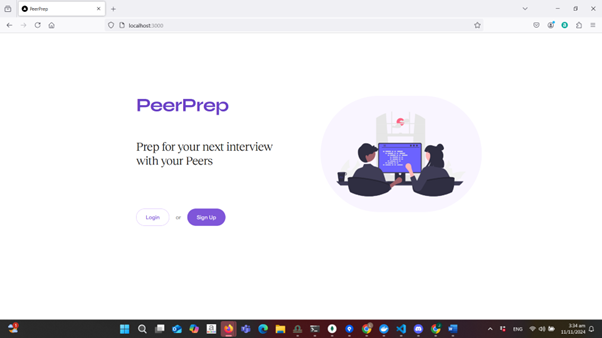 PeerPrep
localhost:3000
PeerPrep
Prep for your next interview
with your Peers
Login
or
Sign Up
ENG
3:34 am
11/11/2024